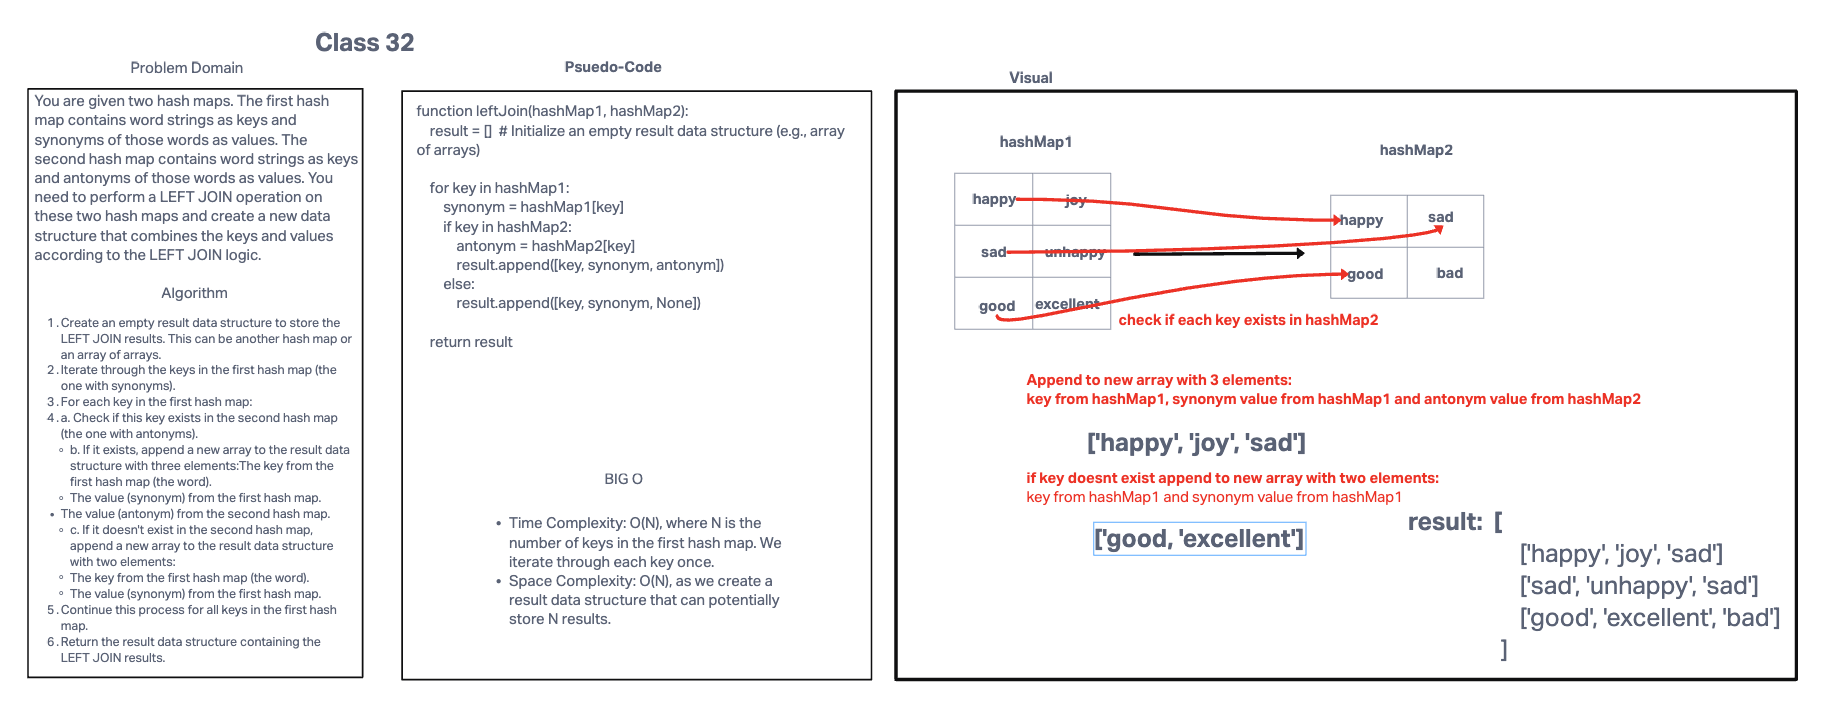 Class 32
Problem Domain
You are given two hash maps. The first hash
map contains word strings as keys and
synonyms of those words as values. The
second hash map contains word strings as keys
and antonyms of those words as values. You
need to perform a LEFT JOIN operation on
these two hash maps and create a new data
structure that combines the keys and values
according to the LEFT JOIN logic.
Algorithm
1. Create an empty result data structure to store the
LEFT JOIN results. This can be another hash map or
an array of arrays.
2. Iterate through the keys in the first hash map (the
one with synonyms).
3. For each key in the first hash map:
4. a. Check if this key exists in the second hash map
(the one with antonyms).
◦ b. If it exists, append a new array to the result data
structure with three elements:The key from the
first hash map (the word).
◦ The value (synonym) from the first hash map.
• The value (antonym) from the second hash map.
◦ c. If it doesn't exist in the second hash map,
append a new array to the result data structure
with two elements:
◦ The key from the first hash map (the word).
◦ The value (synonym) from the first hash map.
5. Continue this process for all keys in the first hash
map.
6. Return the result data structure containing the
LEFT JOIN results.
Psuedo-Code
function leftJoin(hashMap1, hashMap2):
result = [] # Initialize an empty result data structure (e.g., array
of arrays)
for key in hashMap1:
synonym = hashMap1[key]
if key in hashMap2:
antonym = hashMap2[key]
result.append([key, synonym, antonym])
else:
result.append([key, synonym, None])
return result
BIG O
• Time Complexity: O(N), where N is the
number of keys in the first hash map. We
iterate through each key once.
• Space Complexity: O(N), as we create a
result data structure that can potentially
store N results.
Visual
hashMap1
happy joy
sad unhappy
good excellent
hashMap2
happy sad
good bad
check if each key exists in hashMap2
Append to new array with 3 elements:
key from hashMap1, synonym value from hashMap1 and antonym value from hashMap2
['happy', 'joy', 'sad']
if key doesnt exist append to new array with two elements:
key from hashMap1 and synonym value from hashMap1
['good, 'excellent']
result: [
['happy', 'joy', 'sad']
['sad', 'unhappy', 'sad']
['good', 'excellent', 'bad']
]